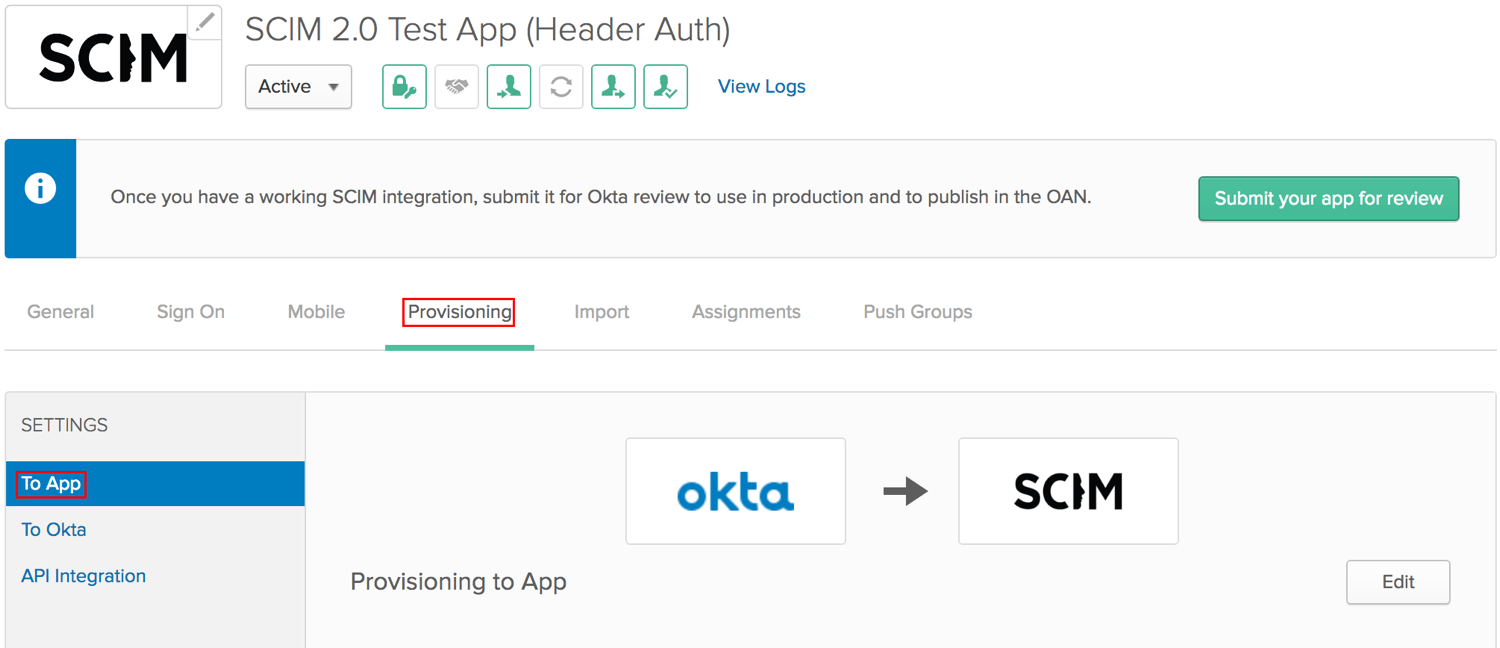 SCIM
SCIM 2.0 Test App (Header Auth)
Active
View Logs
Once you have a working SCIM integration, submit it for Okta review to use in production and to publish in the OAN.
Submit your app for review
General Sign On Mobile Provisioning Import Assignments Push Groups
SETTINGS
To App
To Okta
API Integration
okta SCIM
Provisioning to App
Edit